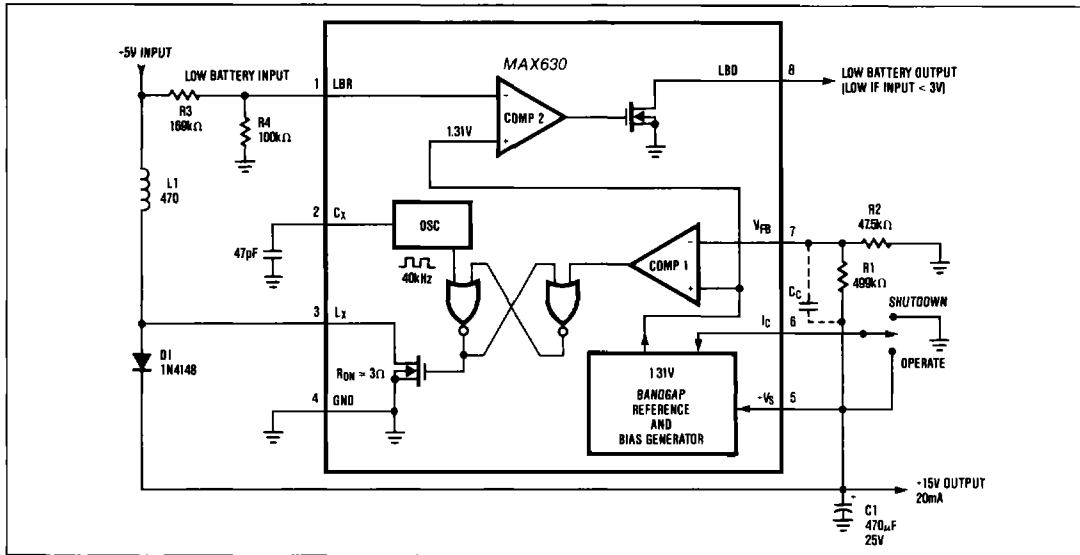 +5V INPUT
LOW BATTERY INPUT
R3
169kΩ
R4
100kΩ
1 LBR
MAX630
COMP 2
-
+
1.31V
LBD 8
LOW BATTERY OUTPUT
(LOW IF INPUT < 3V)
L1
470
2 CX
47pF
OSC
40kHz
COMP 1
-
+
VFB 7
R2
47.5kΩ
R1
499kΩ
CC
SHUTDOWN
IC 6
OPERATE
3 LX
D1
1N4148
RON ≈ 3Ω
4 GND
1.31V
BANDGAP
REFERENCE
AND
BIAS GENERATOR
+VS 5
+15V OUTPUT
20mA
+
C1
470µF
25V